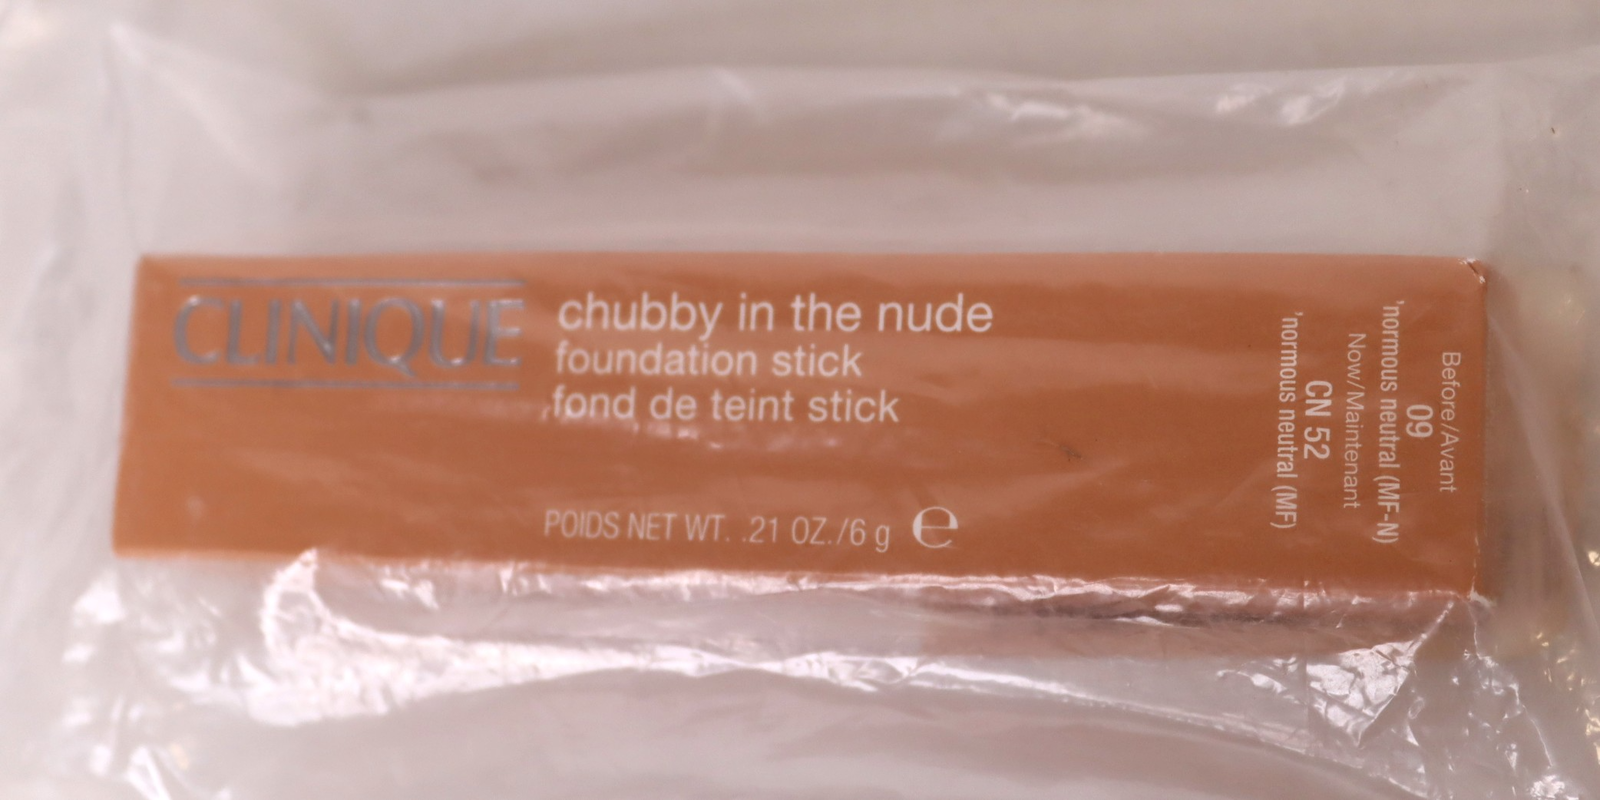 CLINIQUE
chubby in the nude
foundation stick
fond de teint stick
POIDS NET WT. .21 OZ./6 g ℮
Before/Avant
09
'normous neutral (MF-N)
Now/Maintenant
CN 52
'normous neutral (MF)